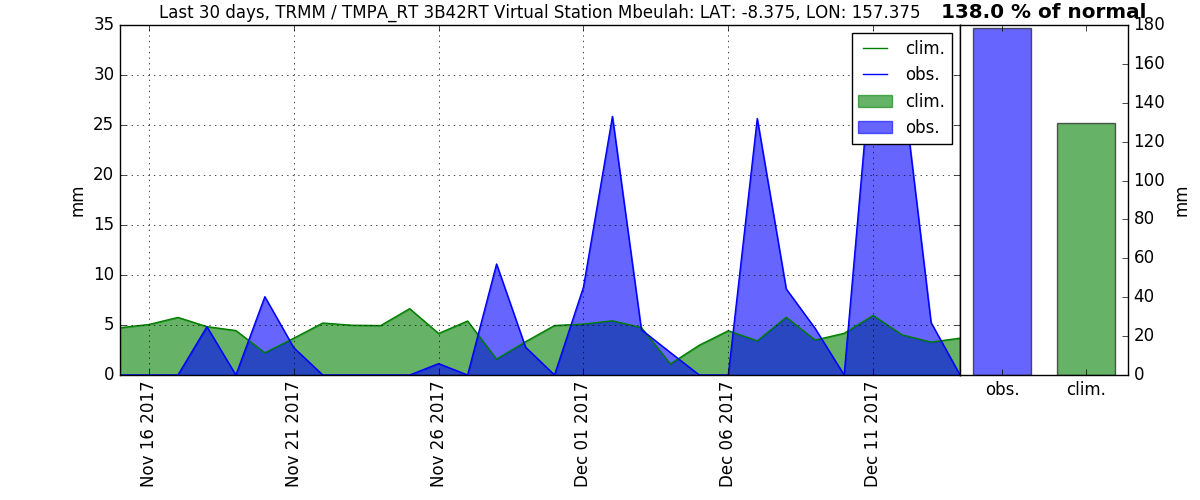 Last 30 days, TRMM / TMPA_RT 3B42RT Virtual Station Mbeulah: LAT: -8.375, LON: 157.375
138.0 % of normal
35
30
25
20
15
10
5
0
mm
clim.
obs.
clim.
obs.
180
160
140
120
100
80
60
40
20
0
mm
obs.
clim.
Nov 16 2017
Nov 21 2017
Nov 26 2017
Dec 01 2017
Dec 06 2017
Dec 11 2017